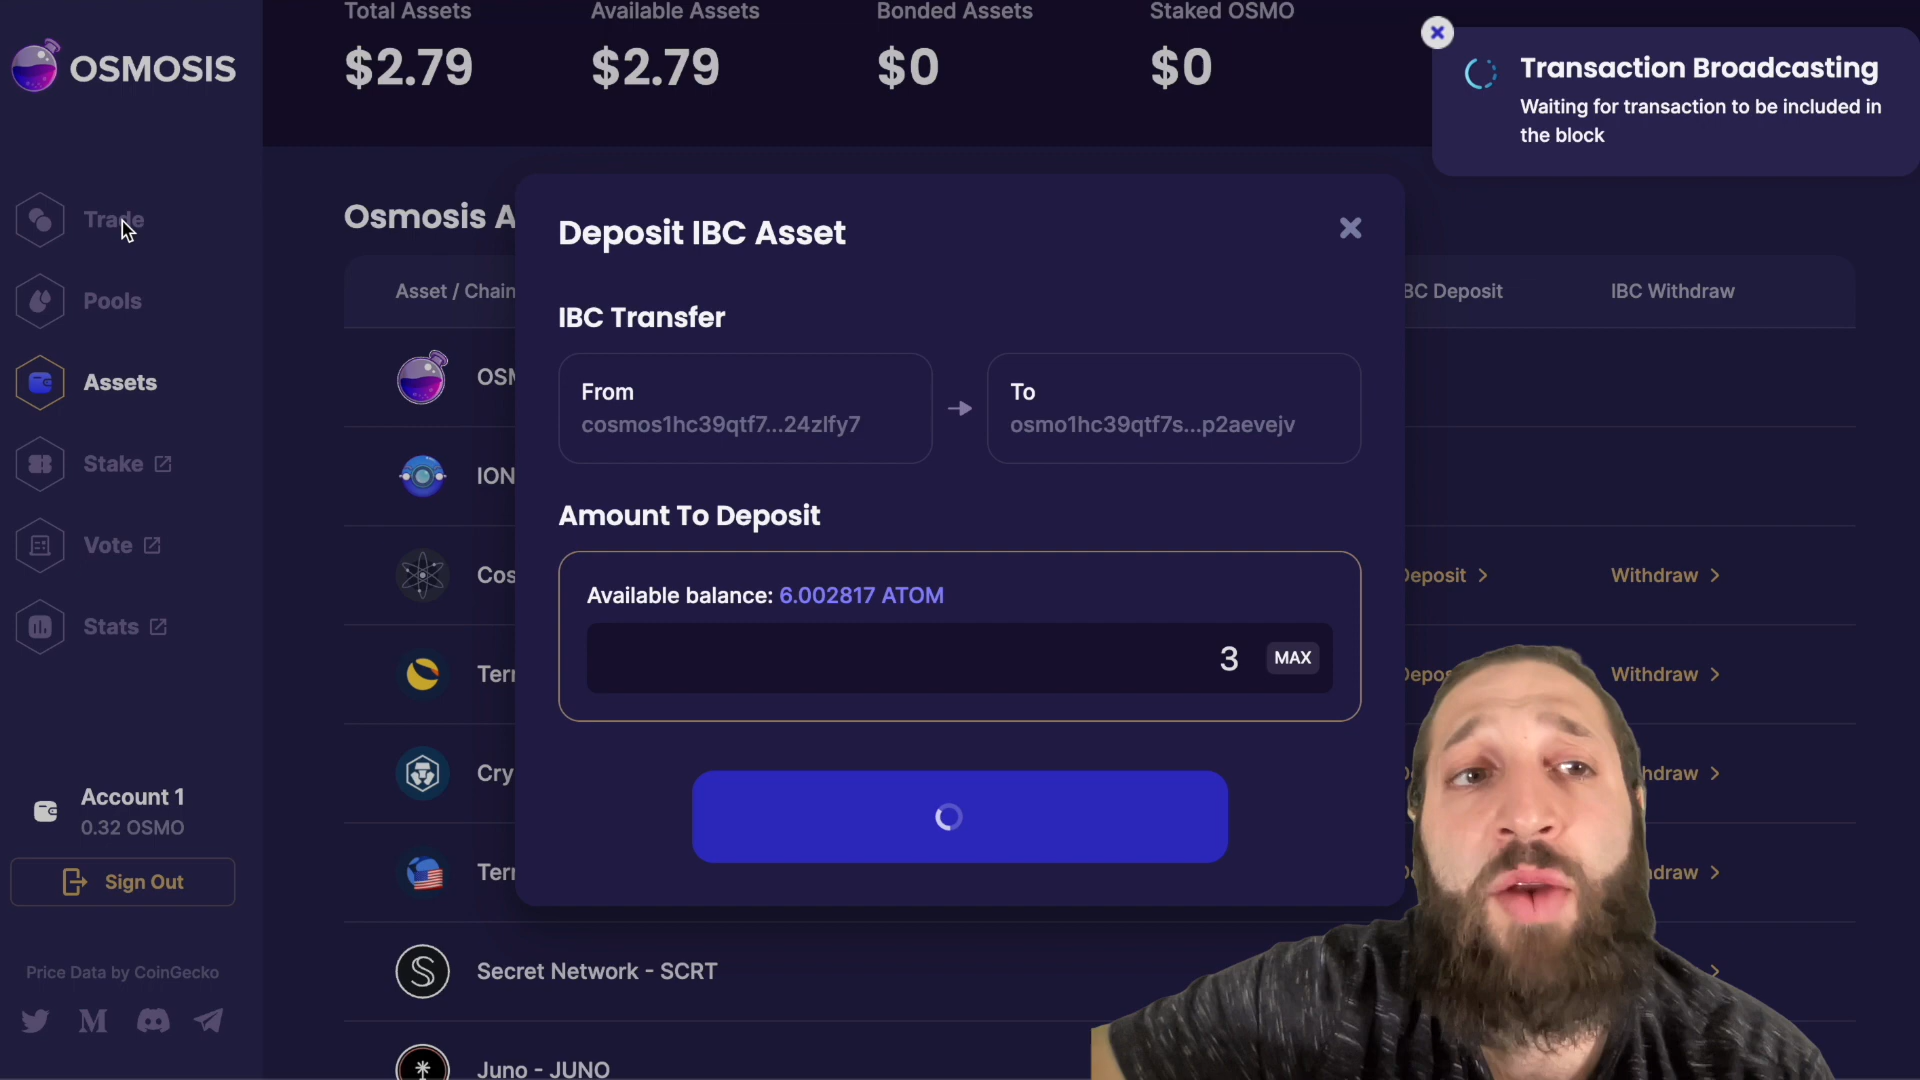 Total Assets
Available Assets
Bonded Assets
Staked OSMO
$2.79
$2.79
$0
$0
OSMOSIS
Transaction Broadcasting
Waiting for transaction to be included in
the block
Trade
Pools
Assets
Stake
Vote
Stats
Account 1
0.32 OSMO
Sign Out
Price Data by CoinGecko
Osmosis A
Asset / Chain
BC Deposit
IBC Withdraw
OSM
ION
Cos
Deposit
Withdraw
Terr
Depos
Withdraw
Cry
hdraw
Terr
draw
Secret Network - SCRT
Juno - JUNO
Deposit IBC Asset
IBC Transfer
From
cosmos1hc39qtf7...24zlfy7
To
osmo1hc39qtf7s...p2aevejv
Amount To Deposit
Available balance: 6.002817 ATOM
3
MAX